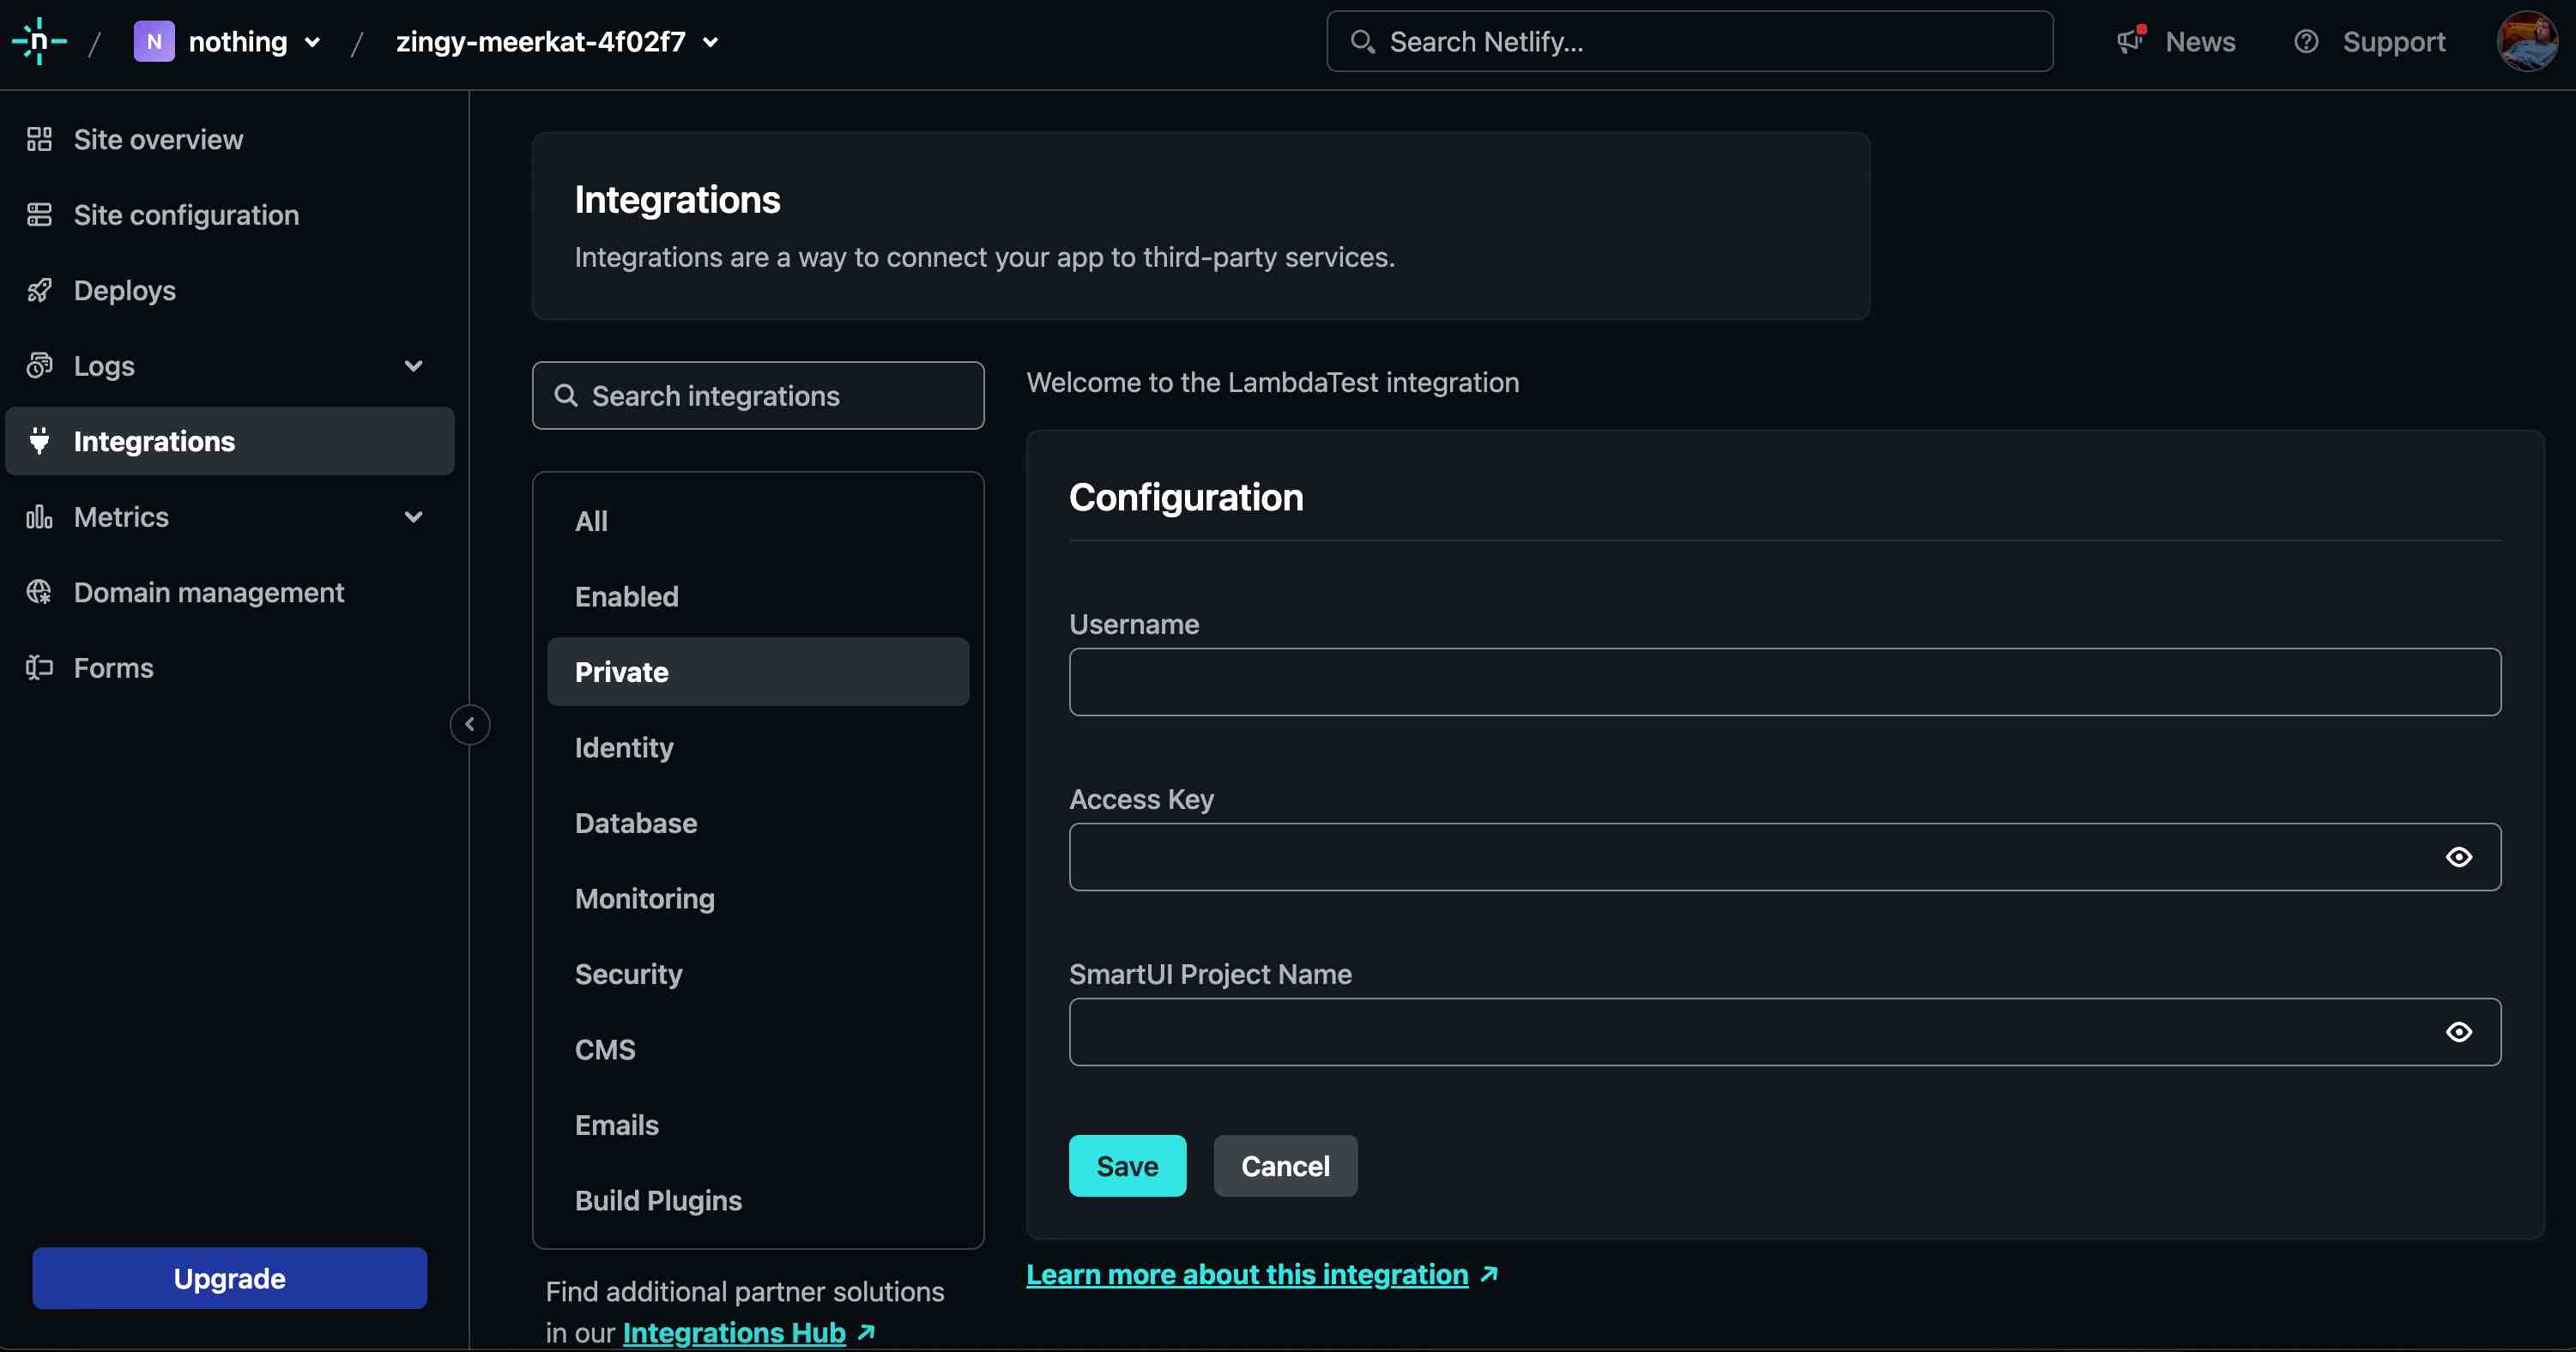 n / N nothing / zingy-meerkat-4f02f7
Search Netlify...
News
Support
Site overview
Site configuration
Deploys
Logs
Integrations
Metrics
Domain management
Forms
Upgrade
Integrations
Integrations are a way to connect your app to third-party services.
Search integrations
All
Enabled
Private
Identity
Database
Monitoring
Security
CMS
Emails
Build Plugins
Find additional partner solutions
in our Integrations Hub
Welcome to the LambdaTest integration
Configuration
Username
Access Key
SmartUI Project Name
Save
Cancel
Learn more about this integration